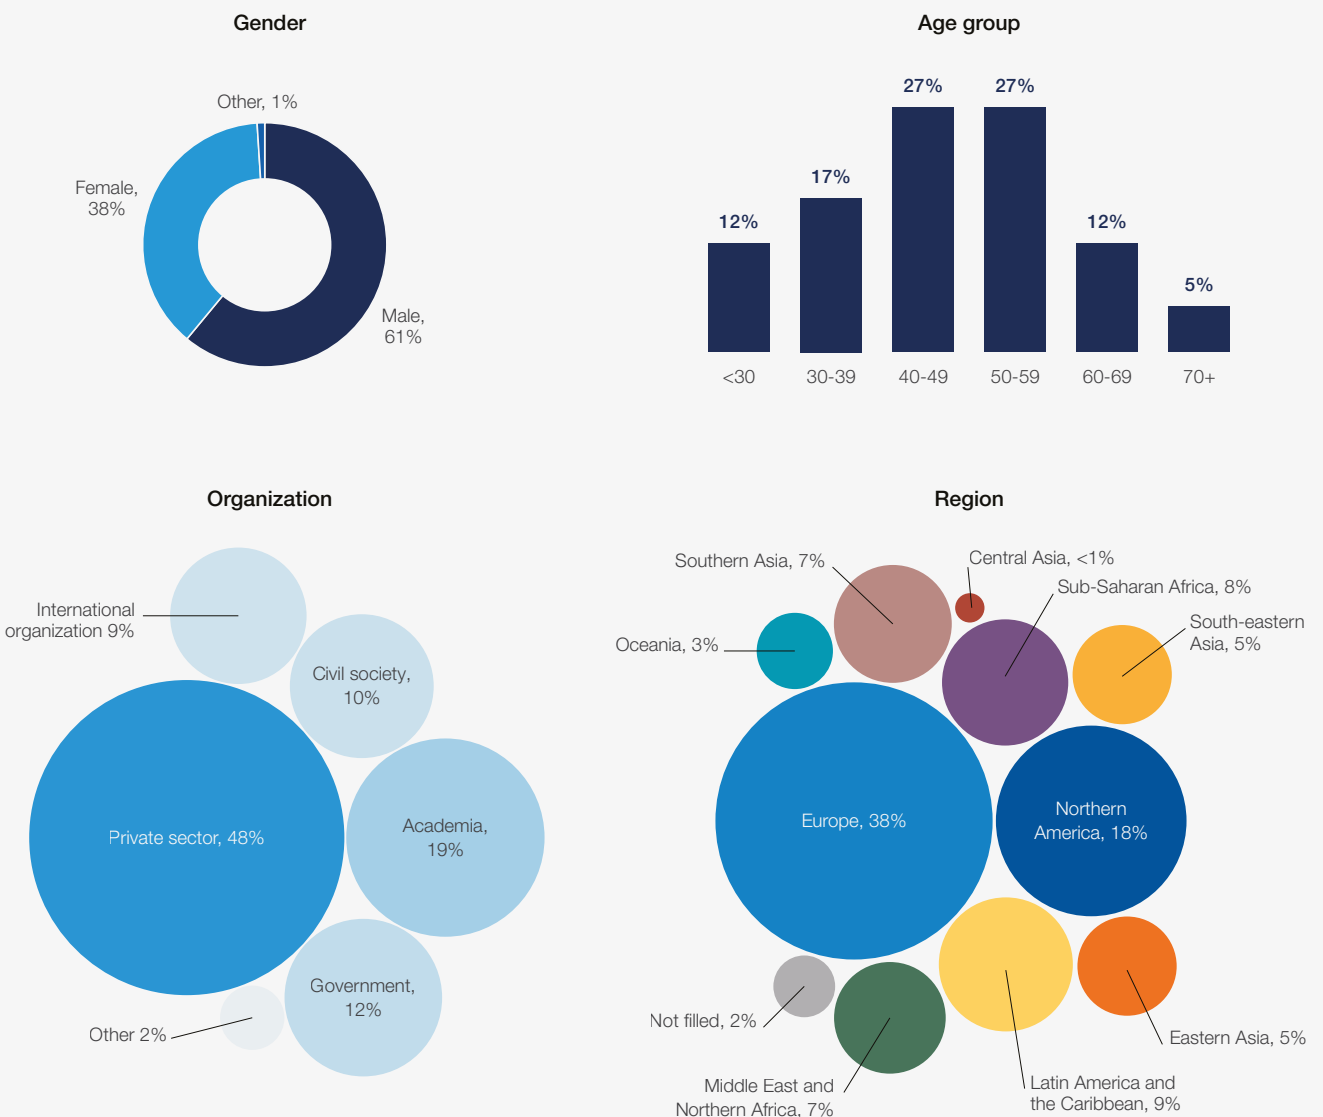 Gender
Other, 1%
Female,
38%
Male,
61%
Age group
27%
27%
17%
12%
12%
5%
<30
30-39
40-49
50-59
60-69
70+
Organization
International
organization 9%
Civil society,
10%
Private sector, 48%
Academia,
19%
Government,
12%
Other 2%
Region
Southern Asia, 7%
Central Asia, <1%
Sub-Saharan Africa, 8%
South-eastern
Asia, 5%
Oceania, 3%
Europe, 38%
Northern
America, 18%
Not filled, 2%
Eastern Asia, 5%
Middle East and
Northern Africa, 7%
Latin America and
the Caribbean, 9%